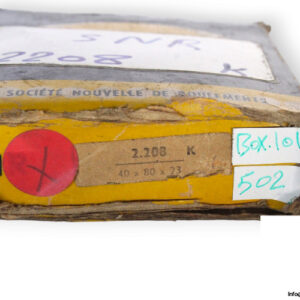 SNR
2208 K
SOCIÉTÉ NOUVELLE DE ROULEMENTS
X
2.208 K
40 x 80 x 23
BOX.101
502